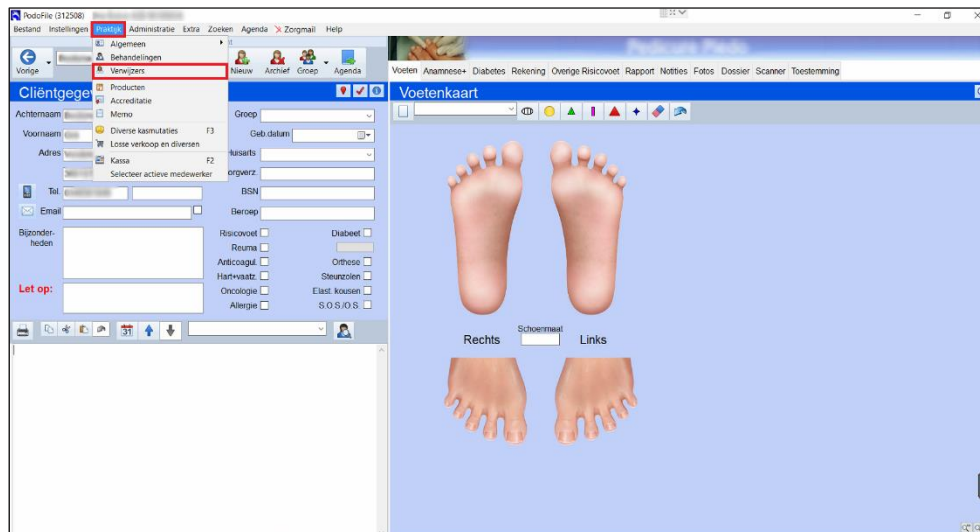 PodoFile (312508)
Bestand Instellingen Praktijk Administratie Extra Zoeken Agenda Zorgmail Help
Algemeen
Behandelingen
Verwijzers
Producten
Accreditatie
Memo
Diverse kasmutaties F3
Losse verkoop en diversen
Kassa F2
Selecteer actieve medewerker
Vorige
Nieuw Archief Groep Agenda
Voeten Anamnese+ Diabetes Rekening Overige Risicovoet Rapport Notities Fotos Dossier Scanner Toestemming
Cliëntgegev
Voetenkaart
Achternaam
Groep
Voornaam
Geb.datum
Adres
Huisarts
orgverz.
Tel.
BSN
Email
Beroep
Bijzonder-
heden
Risicovoet
Diabeet
Reuma
Anticoagul.
Orthese
Hart+vaatz.
Steunzolen
Let op:
Oncologie
Elast. kousen
Allergie
S.O.S./O.S.
31
Schoenmaat
Rechts
Links